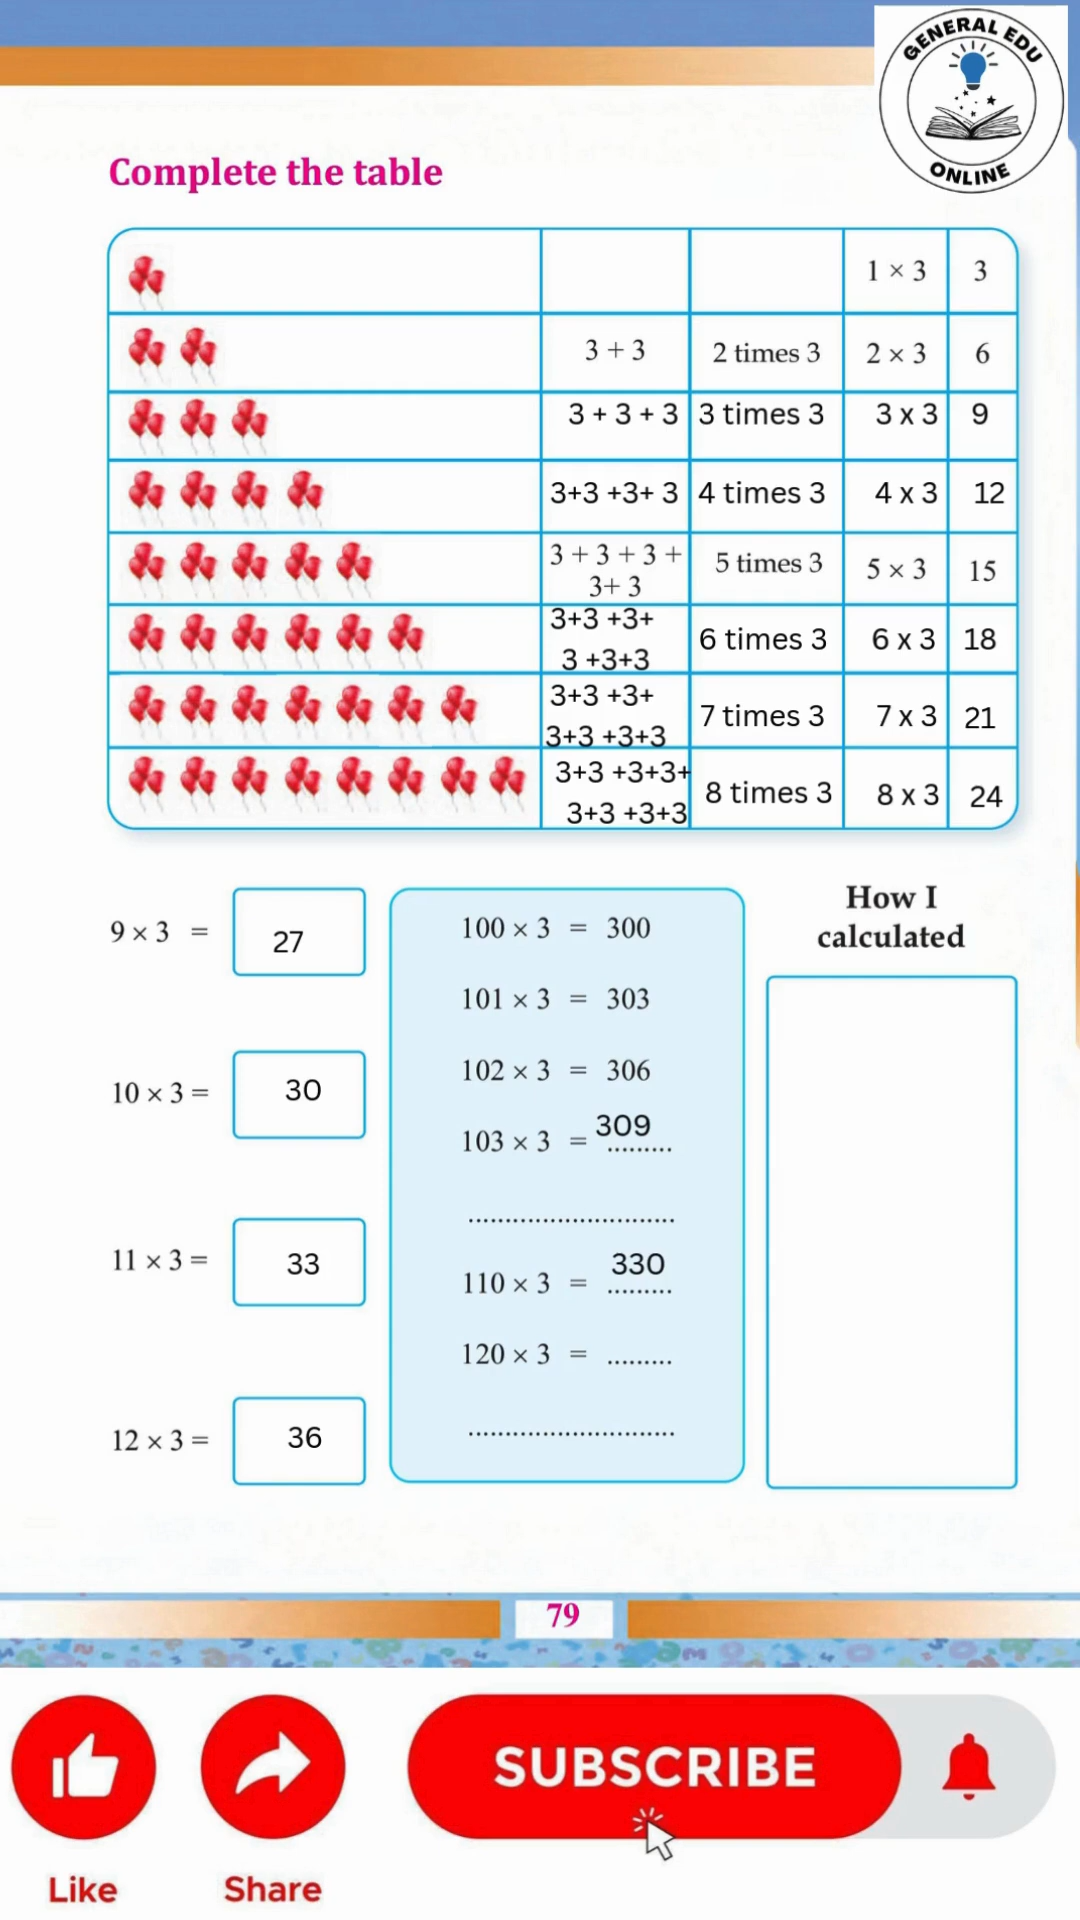 GENERAL EDU
ONLINE
Complete the table
1 × 3 3
3 + 3 2 times 3 2 × 3 6
3 + 3 + 3 3 times 3 3 x 3 9
3+3 +3+ 3 4 times 3 4 x 3 12
3 + 3 + 3 +
3+ 3 5 times 3 5 × 3 15
3+3 +3+
3 +3+3 6 times 3 6 x 3 18
3+3 +3+
3+3 +3+3 7 times 3 7 x 3 21
3+3 +3+3+
3+3 +3+3 8 times 3 8 x 3 24
9 × 3 = 27
10 × 3 = 30
11 × 3 = 33
12 × 3 = 36
100 × 3 = 300
101 × 3 = 303
102 × 3 = 306
103 × 3 = 309
.........
............................
110 × 3 = 330
.........
120 × 3 = .........
............................
How I
calculated
79
SUBSCRIBE
Like Share